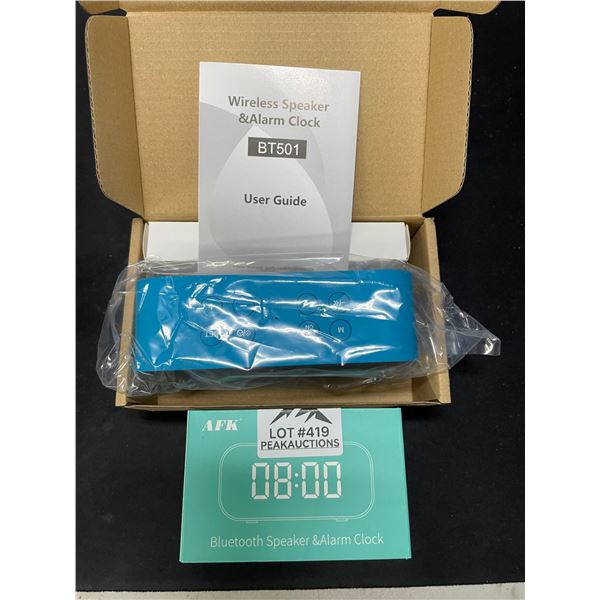 Wireless Speaker
&Alarm Clock
BT501
User Guide
M
AFK
LOT #419
PEAKAUCTIONS
08:00
Bluetooth Speaker &Alarm Clock